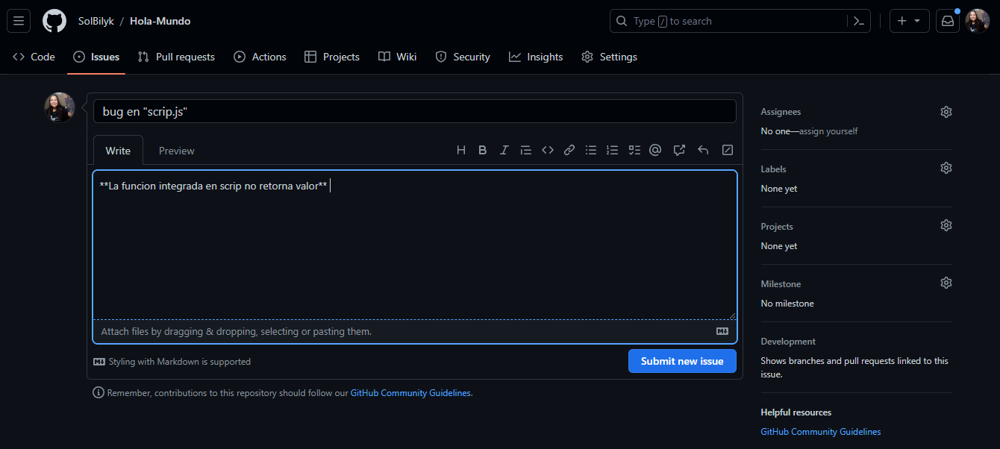 SolBilyk / Hola-Mundo
Type / to search
Code Issues Pull requests Actions Projects Wiki Security Insights Settings
bug en "scrip.js"
Write Preview
**La funcion integrada en scrip no retorna valor**
Attach files by dragging & dropping, selecting or pasting them.
Styling with Markdown is supported
Submit new issue
Remember, contributions to this repository should follow our GitHub Community Guidelines.
Assignees
No one—assign yourself
Labels
None yet
Projects
None yet
Milestone
No milestone
Development
Shows branches and pull requests linked to this
issue.
Helpful resources
GitHub Community Guidelines